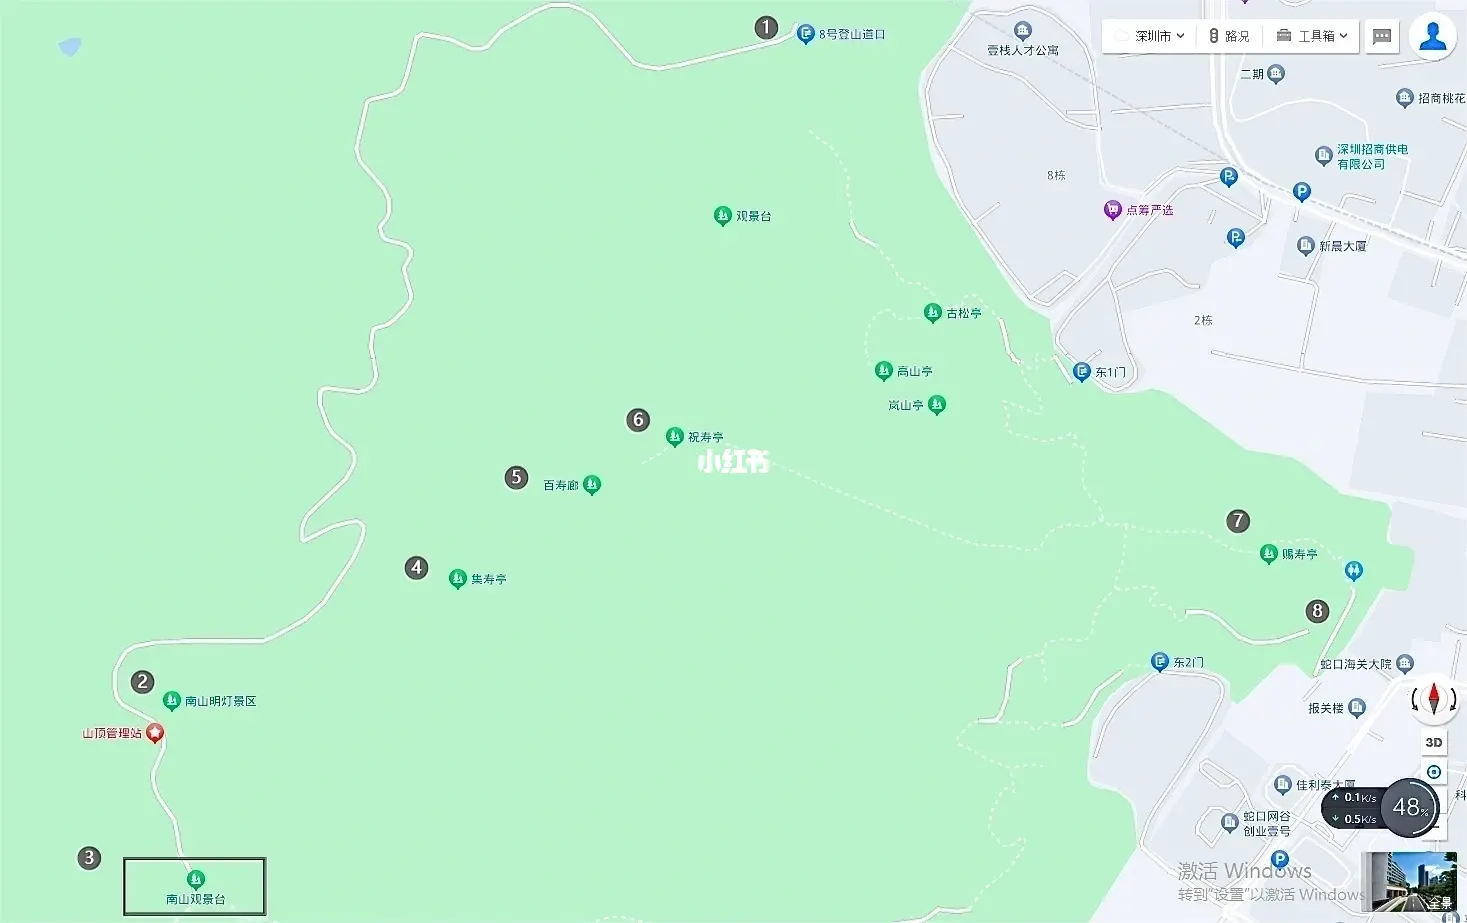 1
8号登山道口
壹栈人才公寓
深圳市
路况
工具箱
二期
招商桃花
深圳招商供电
有限公司
8栋
点筹严选
观景台
新晨大厦
古松亭
2栋
高山亭
东1门
岚山亭
6
祝寿亭
小红书
5
百寿廊
7
赐寿亭
4
集寿亭
8
东2门
蛇口海关大院
2
南山明灯景区
报关楼
山顶管理站
3D
佳利泰大厦
科
0.1K/s
0.5K/s
48%
蛇口网谷
创业壹号
3
南山观景台
激活 Windows
转到"设置"以激活 Windows
全景